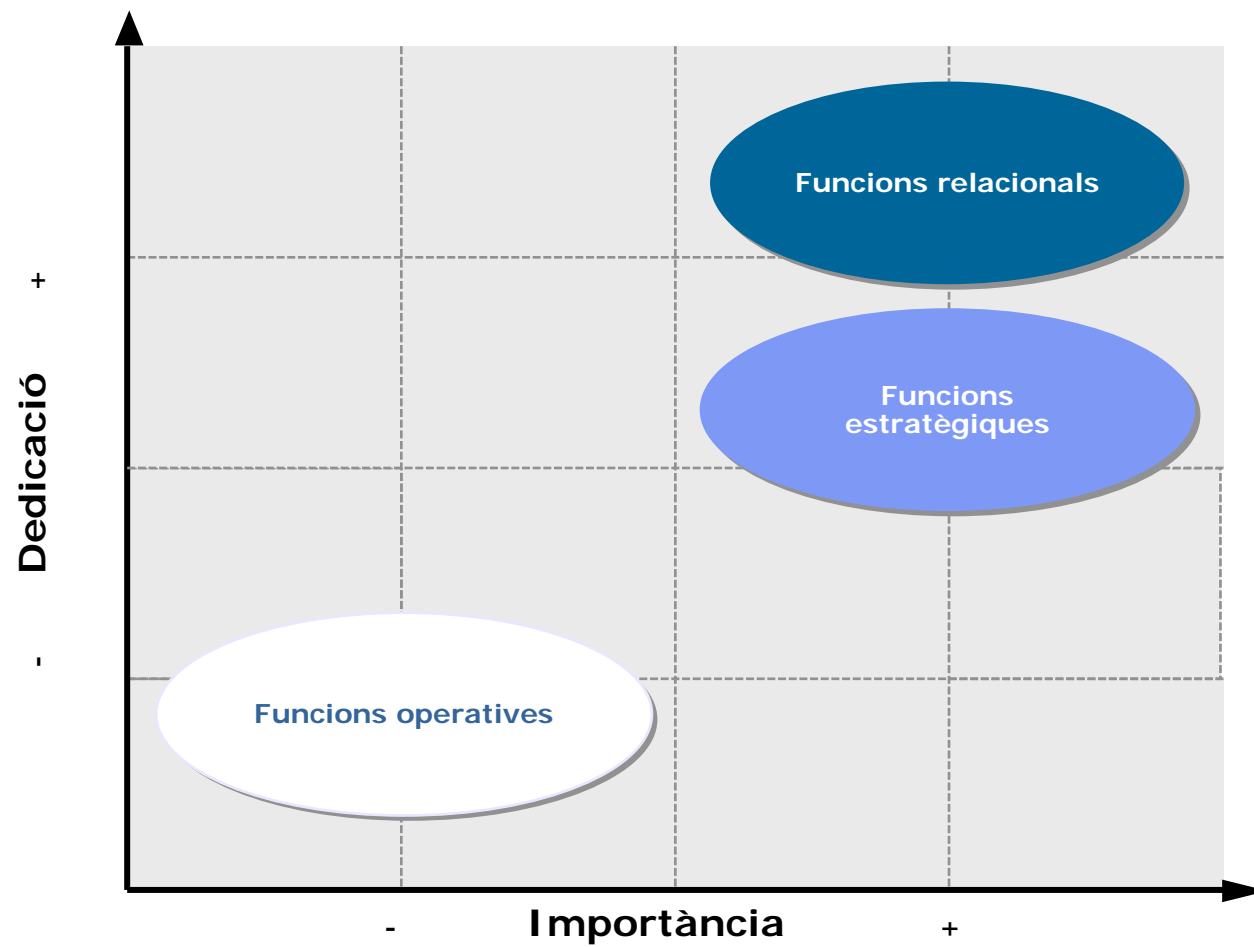 Funcions relacionals
+
Funcions
estratègiques
Dedicació
-
Funcions operatives
-
Importància
+